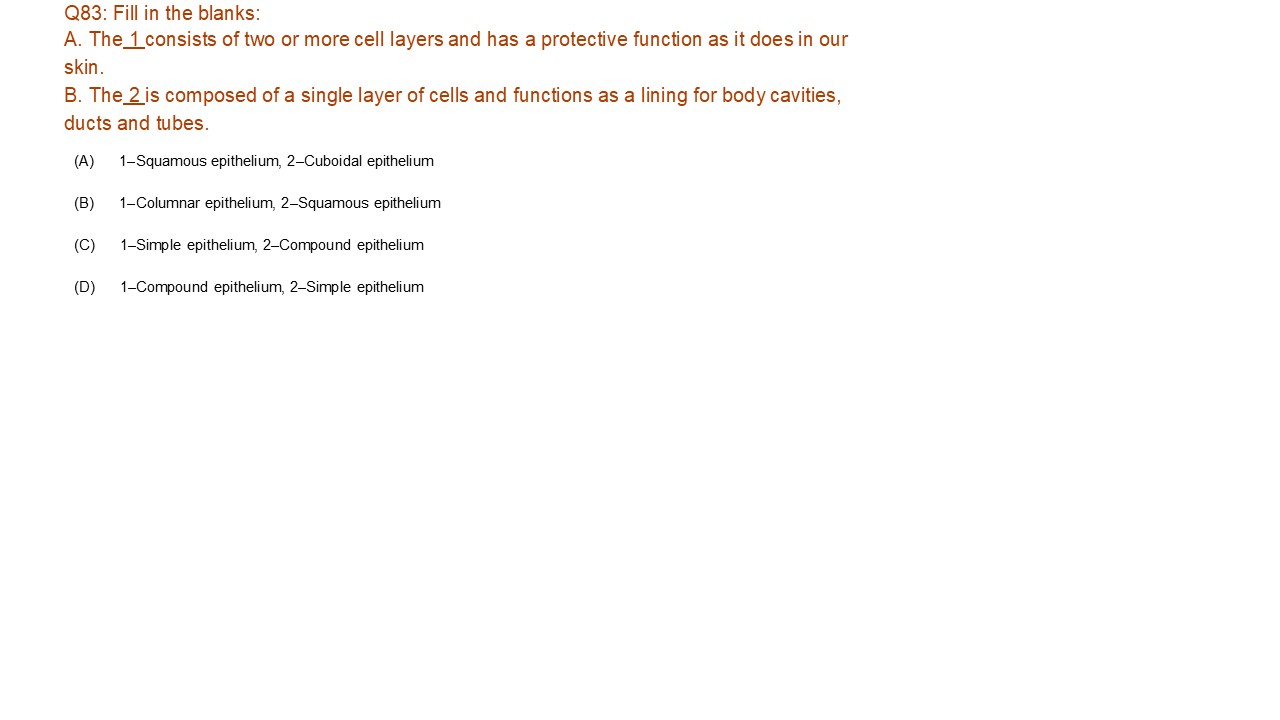 Q83: Fill in the blanks:
A. The 1 consists of two or more cell layers and has a protective function as it does in our
skin.
B. The 2 is composed of a single layer of cells and functions as a lining for body cavities,
ducts and tubes.
(A) 1–Squamous epithelium, 2–Cuboidal epithelium
(B) 1–Columnar epithelium, 2–Squamous epithelium
(C) 1–Simple epithelium, 2–Compound epithelium
(D) 1–Compound epithelium, 2–Simple epithelium